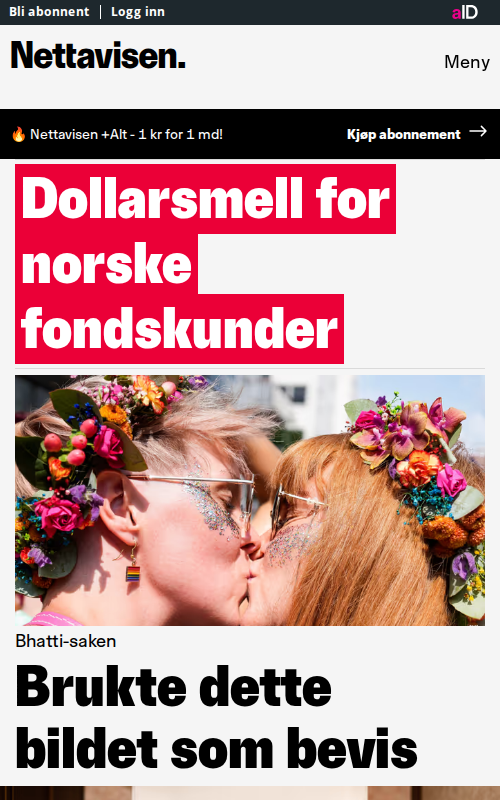 Bli abonnent | Logg inn
aID
Nettavisen.
Meny
🔥 Nettavisen +Alt - 1 kr for 1 md!
Kjøp abonnement →
Dollarsmell for
norske
fondskunder
Bhatti-saken
Brukte dette
bildet som bevis